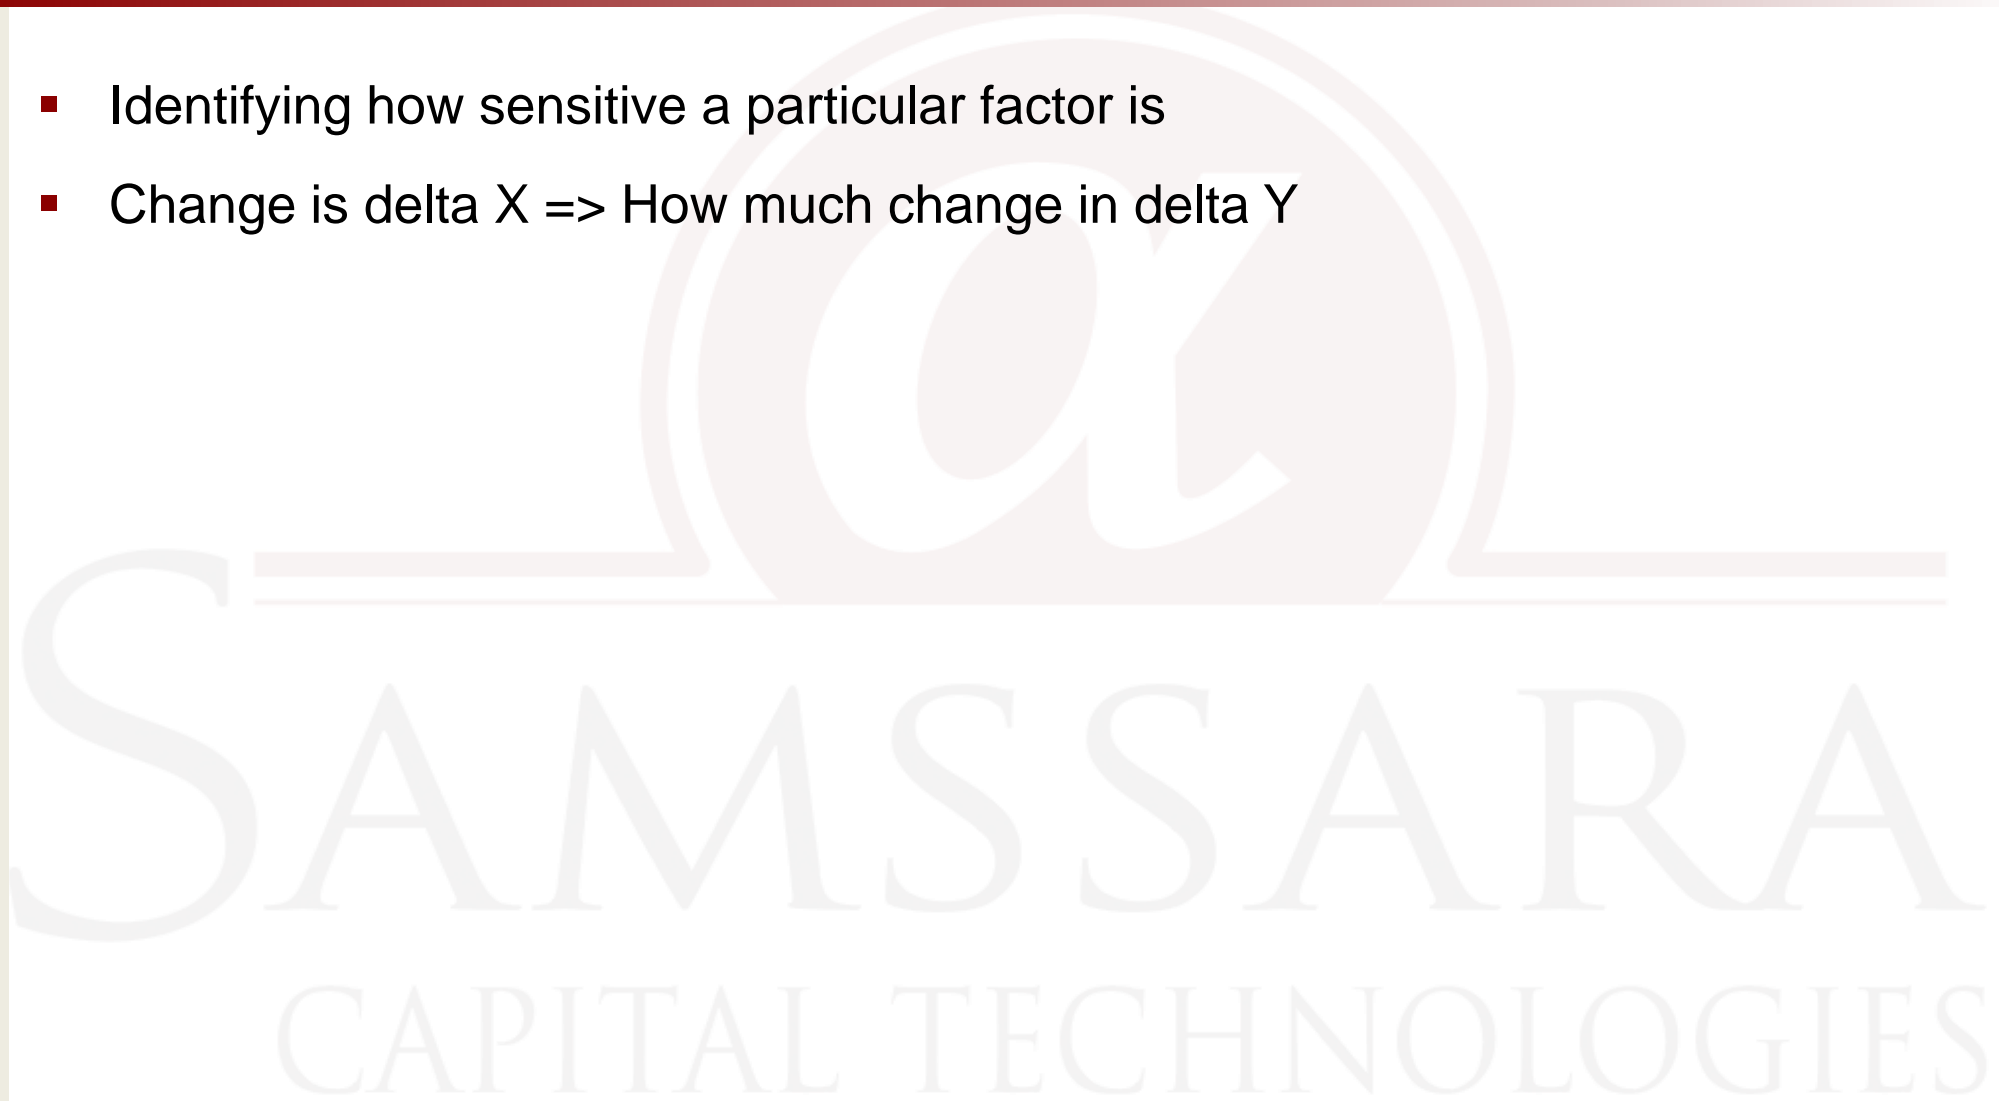 Identifying how sensitive a particular factor is
Change is delta X => How much change in delta Y
α
SAMSSARA
CAPITAL TECHNOLOGIES